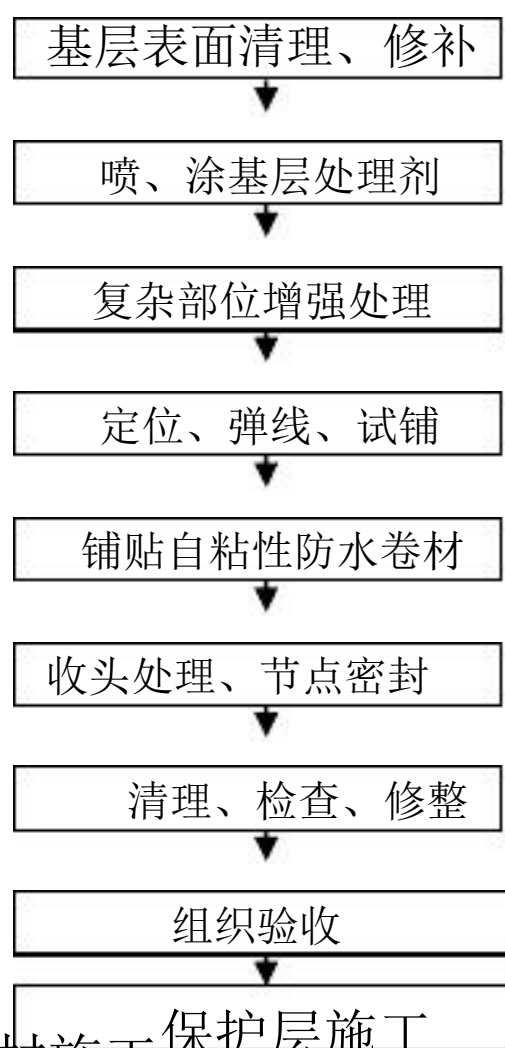 基层表面清理、修补
喷、涂基层处理剂
复杂部位增强处理
定位、弹线、试铺
铺贴自粘性防水卷材
收头处理、节点密封
清理、检查、修整
组织验收
保护层施工
材施工